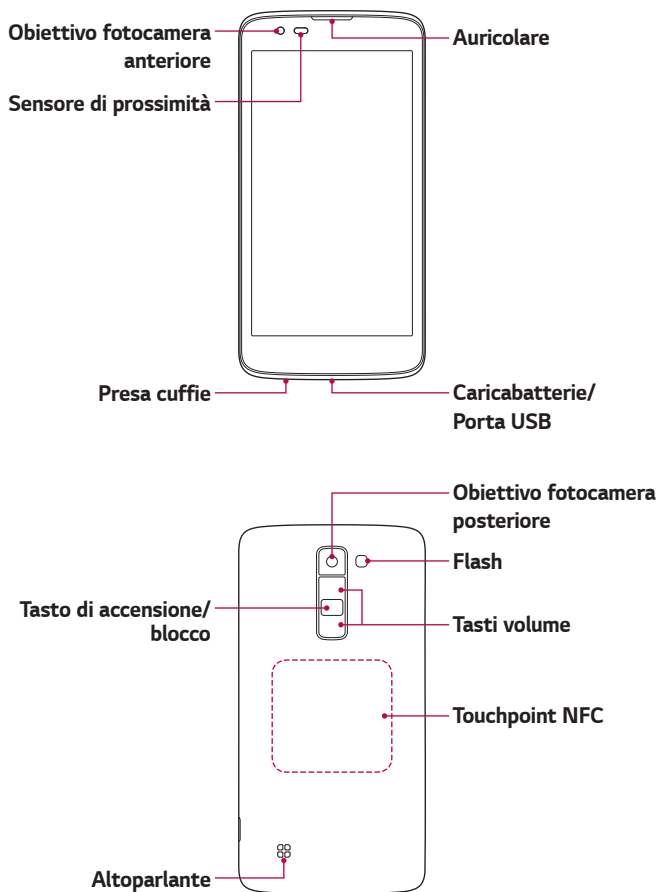 Obiettivo fotocamera
anteriore
Auricolare
Sensore di prossimità
Presa cuffie
Caricabatterie/
Porta USB
Obiettivo fotocamera
posteriore
Flash
Tasto di accensione/
blocco
Tasti volume
Touchpoint NFC
Altoparlante